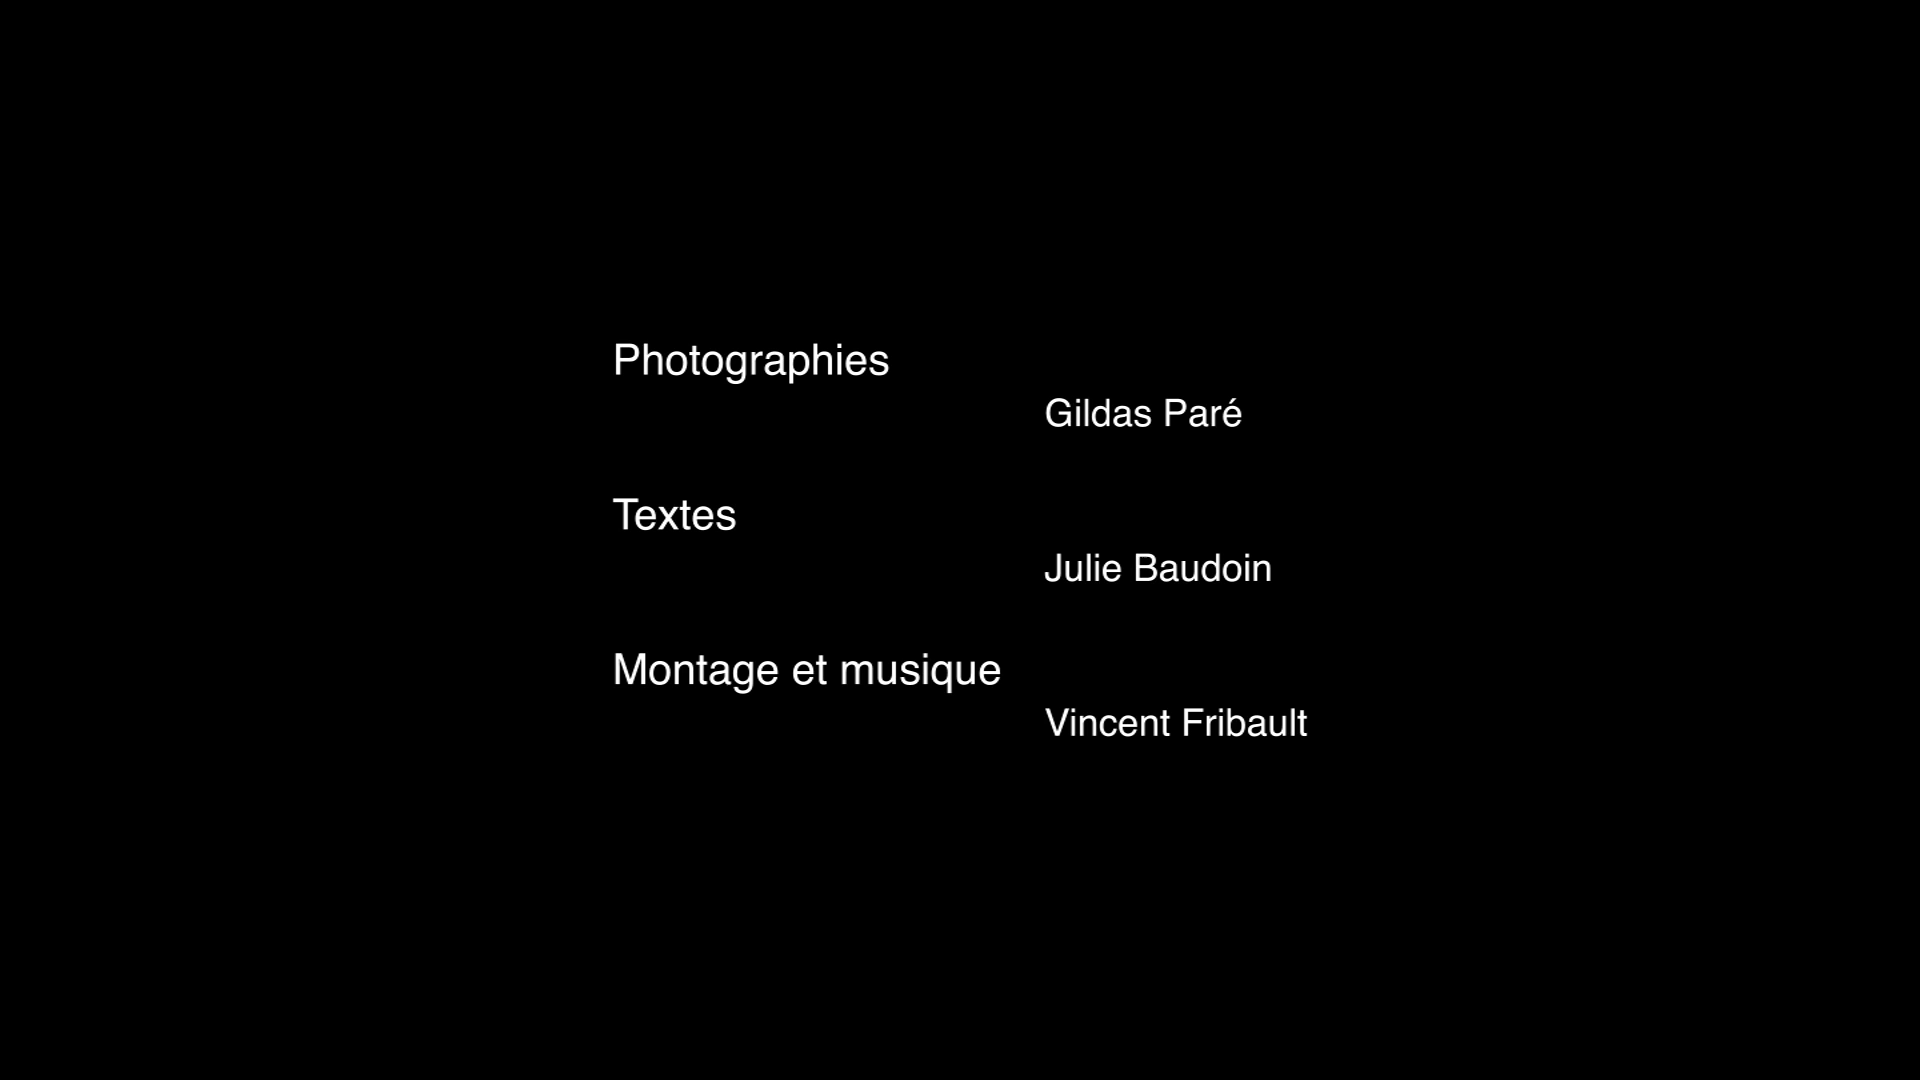 Photographies
Gildas Paré
Textes
Julie Baudoin
Montage et musique
Vincent Fribault